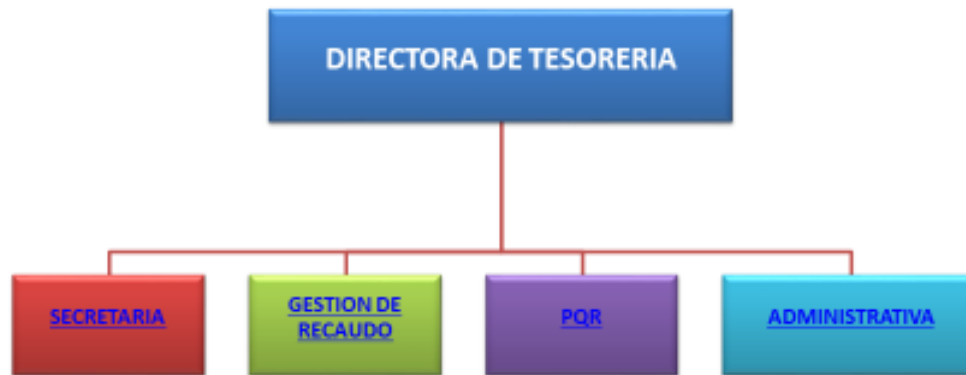 DIRECTORA DE TESORERIA
SECRETARIA
GESTION DE
RECAUDO
PQR
ADMINISTRATIVA